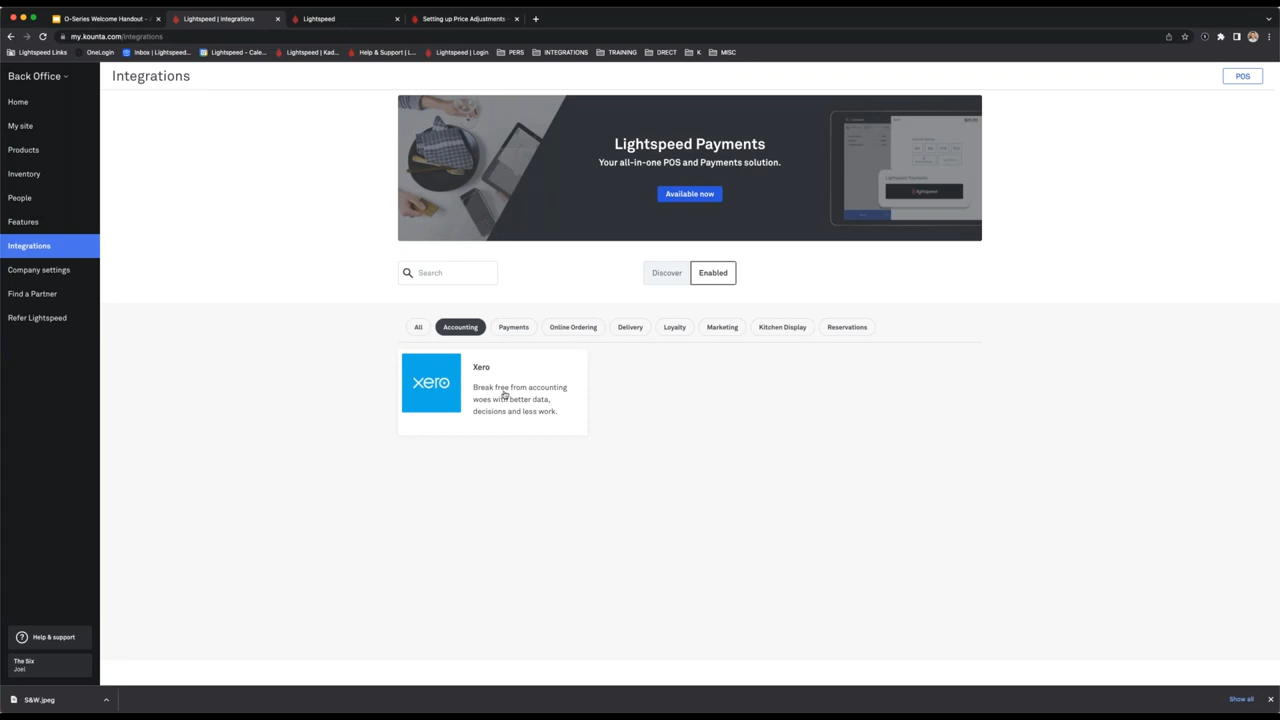 O-Series Welcome Handout - A
Lightspeed | Integrations
Lightspeed
Setting up Price Adjustments
my.kounta.com/integrations
Lightspeed Links
OneLogin
Inbox | Lightspeed...
Lightspeed - Cale...
Lightspeed | Kad...
Help & Support | L...
Lightspeed | Login
PERS
INTEGRATIONS
TRAINING
DRECT
K
MISC
Back Office
Integrations
POS
Home
My site
Products
Inventory
People
Features
Integrations
Company settings
Find a Partner
Refer Lightspeed
Lightspeed Payments
Your all-in-one POS and Payments solution.
Available now
Lightspeed Payments
lightspeed
Search
Discover
Enabled
All
Accounting
Payments
Online Ordering
Delivery
Loyalty
Marketing
Kitchen Display
Reservations
xero
Xero
Break free from accounting
woes with better data,
decisions and less work.
Help & support
The Six
Joel
S&W.jpeg
Show all